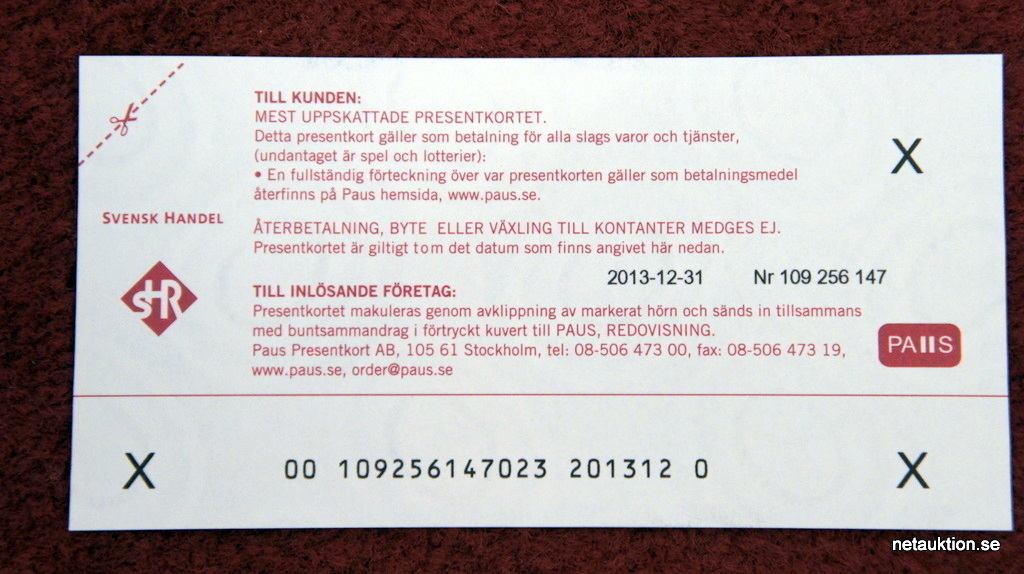 TILL KUNDEN:
MEST UPPSKATTADE PRESENTKORTET.
Detta presentkort gäller som betalning för alla slags varor och tjänster,
(undantaget är spel och lotterier):
• En fullständig förteckning över var presentkorten gäller som betalningsmedel
återfinns på Paus hemsida, www.paus.se.
X
SVENSK HANDEL
ÅTERBETALNING, BYTE ELLER VÄXLING TILL KONTANTER MEDGES EJ.
Presentkortet är giltigt tom det datum som finns angivet här nedan.
2013-12-31 Nr 109 256 147
SHR
TILL INLÖSANDE FÖRETAG:
Presentkortet makuleras genom avklippning av markerat hörn och sänds in tillsammans
med buntsammandrag i förtryckt kuvert till PAUS, REDOVISNING.
Paus Presentkort AB, 105 61 Stockholm, tel: 08-506 473 00, fax: 08-506 473 19,
www.paus.se, order@paus.se
PAUS
X 00 109256147023 201312 0 X
netauktion.se